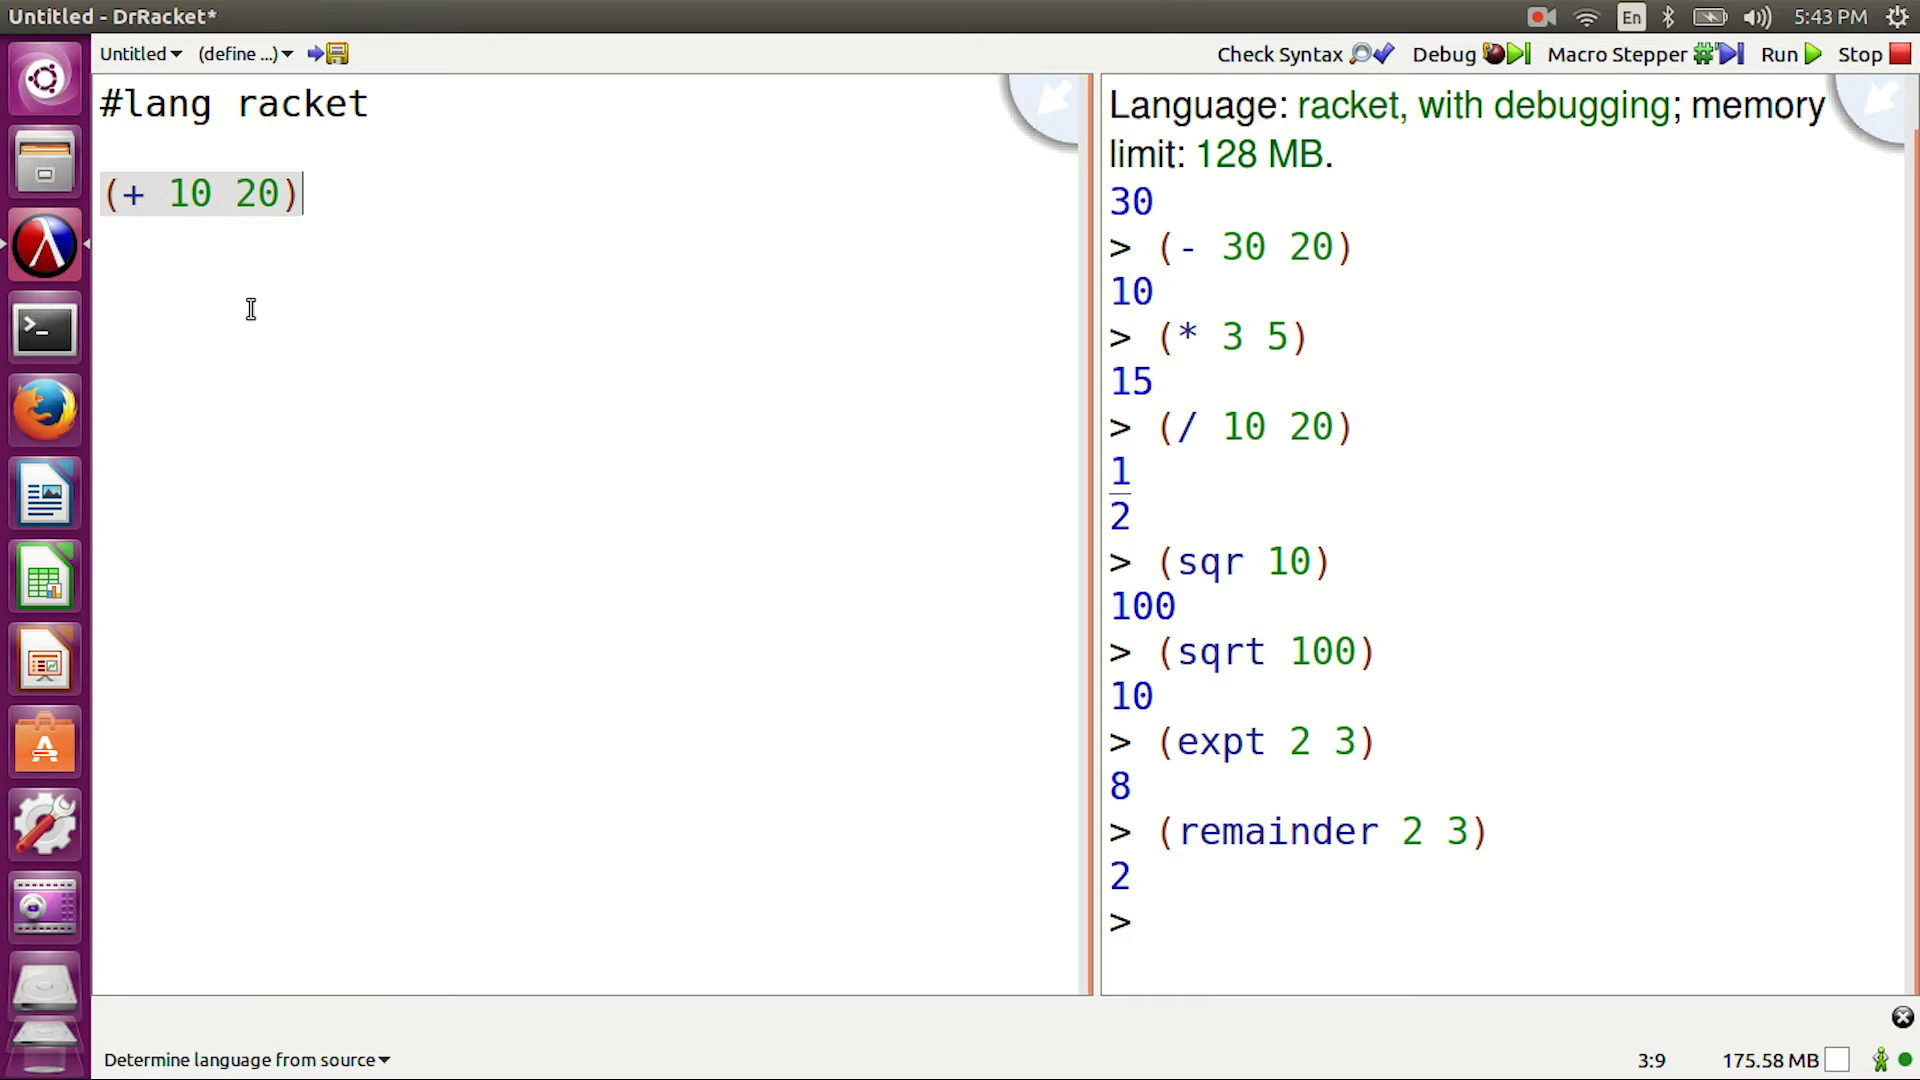 Untitled - DrRacket*
En
5:43 PM
Untitled
(define ...)
Check Syntax
Debug
Macro Stepper
Run
Stop
#lang racket
(+ 10 20)
Language: racket, with debugging; memory
limit: 128 MB.
30
> (- 30 20)
10
> (* 3 5)
15
> (/ 10 20)
1
2
> (sqr 10)
100
> (sqrt 100)
10
> (expt 2 3)
8
> (remainder 2 3)
2
>
Determine language from source
3:9
175.58 MB